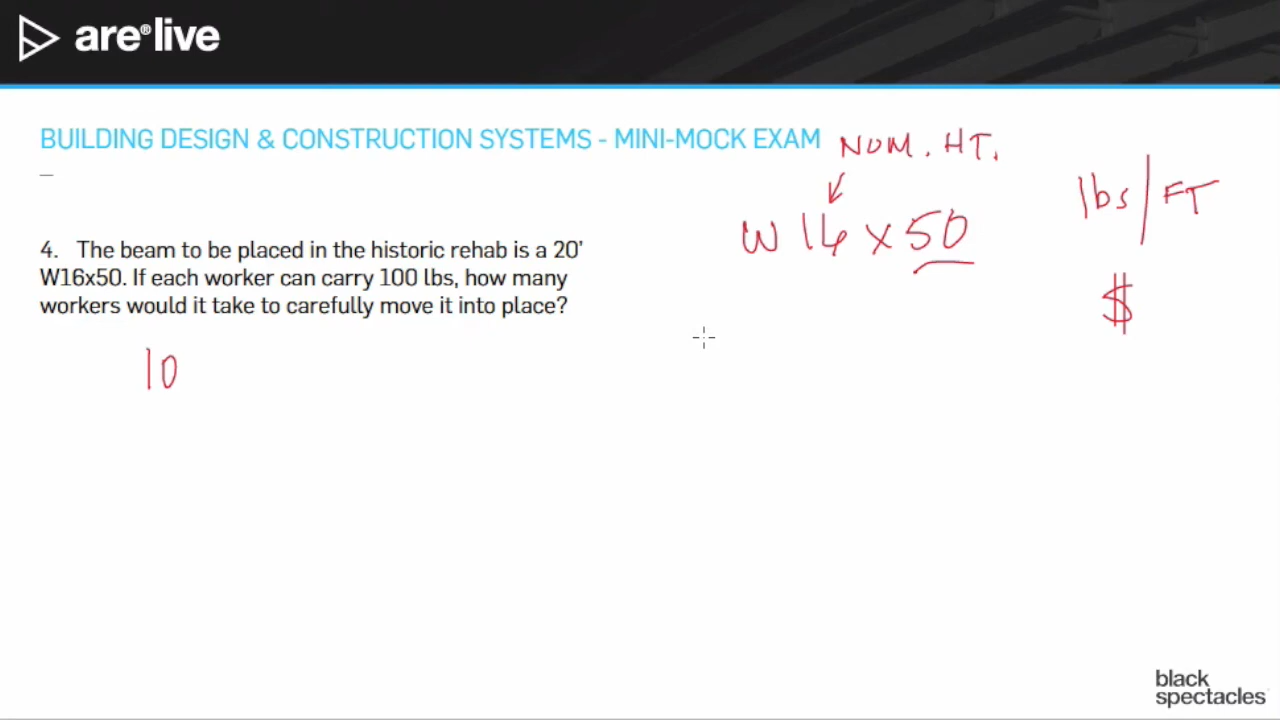 are®live
BUILDING DESIGN & CONSTRUCTION SYSTEMS - MINI-MOCK EXAM
NOM. HT.
lbs/FT
W16x50
$
4. The beam to be placed in the historic rehab is a 20'
W16x50. If each worker can carry 100 lbs, how many
workers would it take to carefully move it into place?
10
black
spectacles